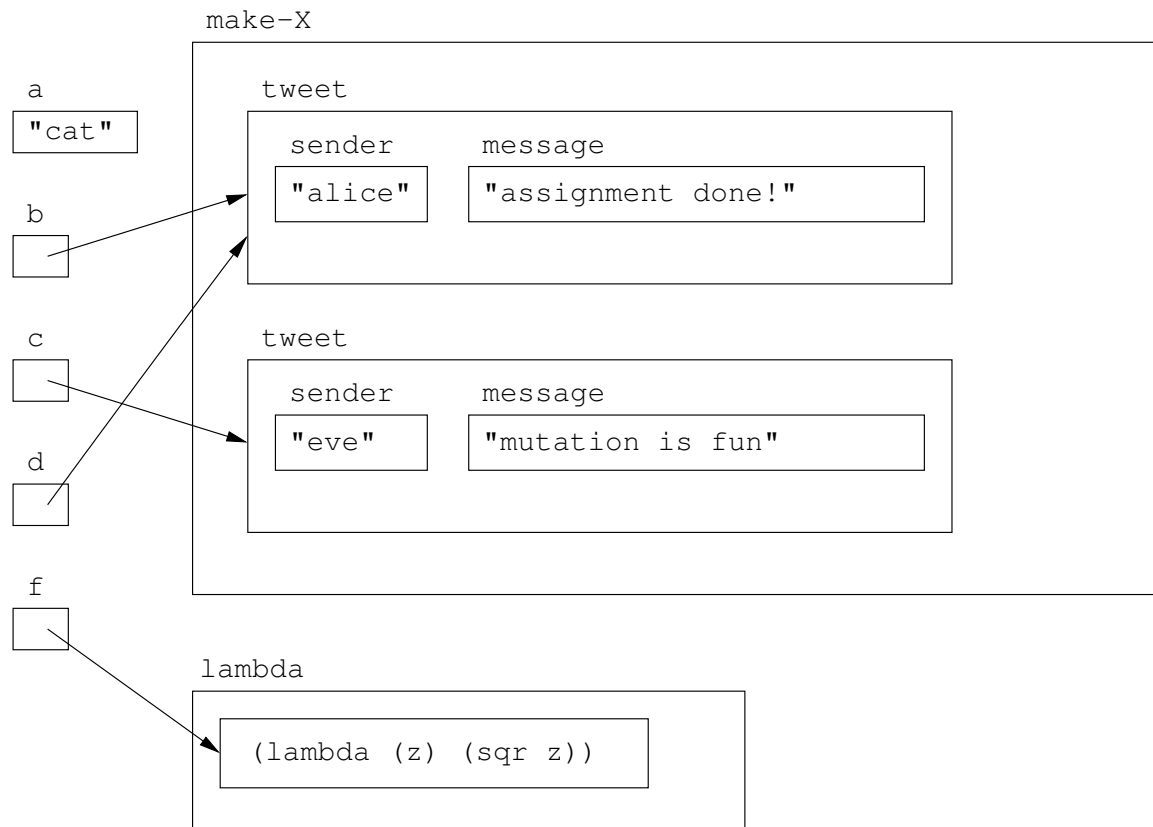 make-X
a
"cat"
tweet
sender message
"alice" "assignment done!"
b
c
tweet
sender message
"eve" "mutation is fun"
d
f
lambda
(lambda (z) (sqr z))